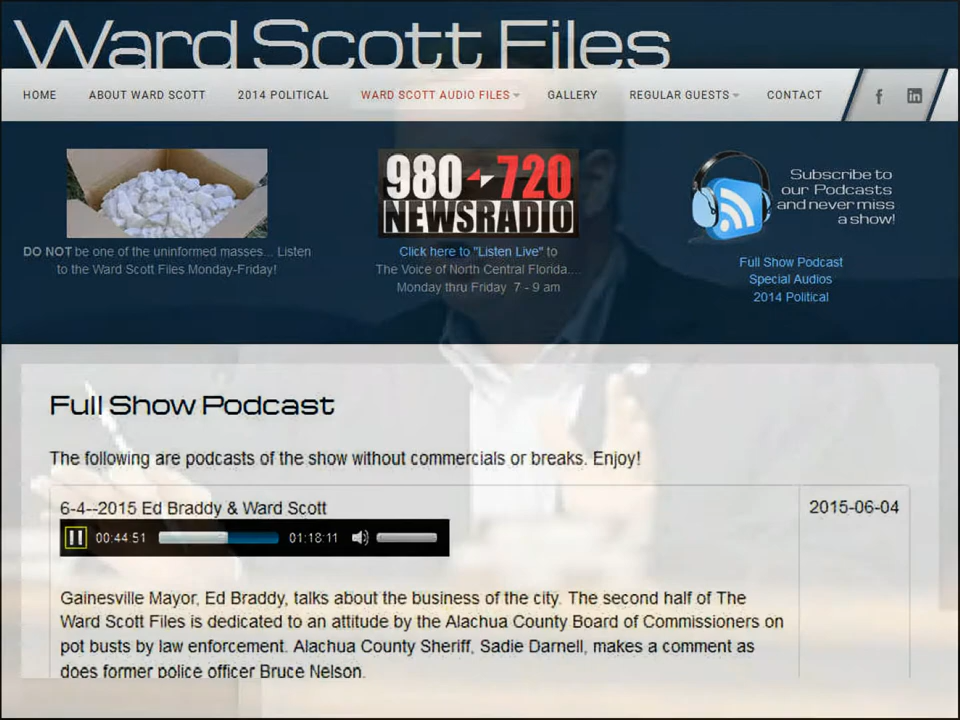 Ward Scott Files
HOME ABOUT WARD SCOTT 2014 POLITICAL WARD SCOTT AUDIO FILES GALLERY REGULAR GUESTS CONTACT
DO NOT be one of the uninformed masses... Listen
to the Ward Scott Files Monday-Friday!
980 720
NEWSRADIO
Click here to "Listen Live" to
The Voice of North Central Florida....
Monday thru Friday 7 - 9 am
Subscribe to
our Podcasts
and never miss
a show!
Full Show Podcast
Special Audios
2014 Political
Full Show Podcast
The following are podcasts of the show without commercials or breaks. Enjoy!
6-4--2015 Ed Braddy & Ward Scott
2015-06-04
00:44:51 01:18:11
Gainesville Mayor, Ed Braddy, talks about the business of the city. The second half of The
Ward Scott Files is dedicated to an attitude by the Alachua County Board of Commissioners on
pot busts by law enforcement. Alachua County Sheriff, Sadie Darnell, makes a comment as
does former police officer Bruce Nelson.